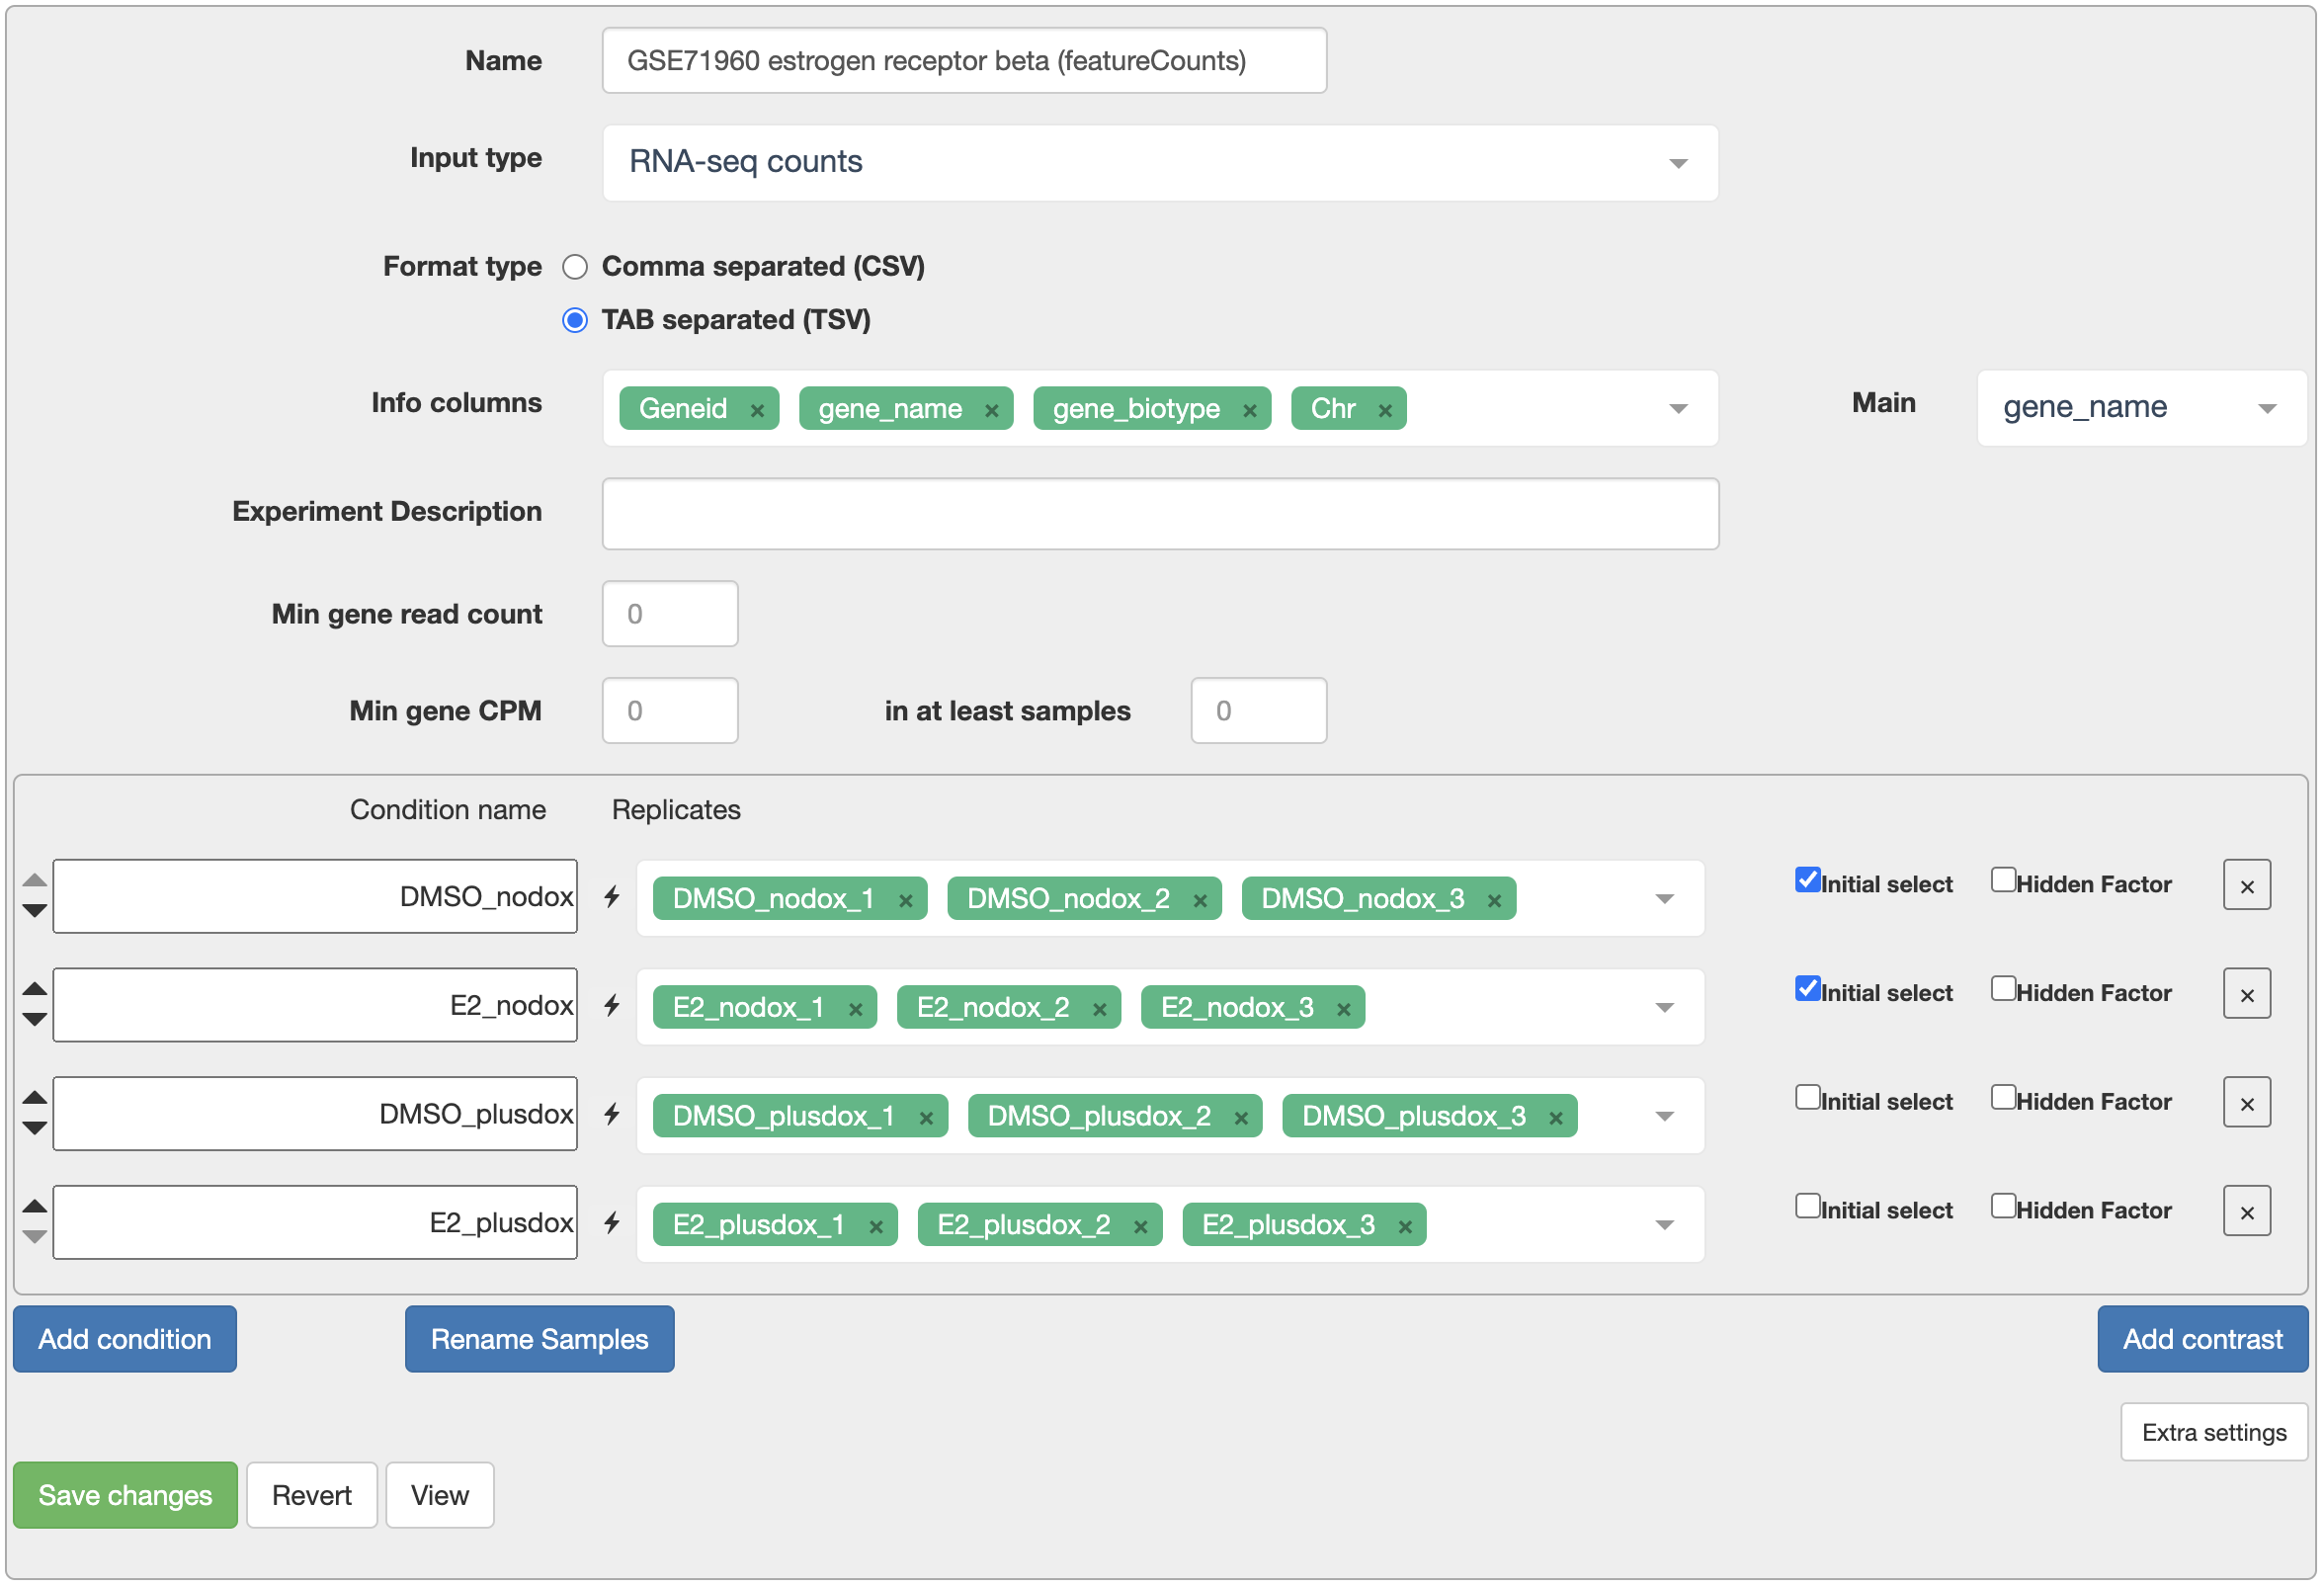 Name GSE71960 estrogen receptor beta (featureCounts)
Input type RNA-seq counts
Format type Comma separated (CSV)
TAB separated (TSV)
Info columns Geneid × gene_name × gene_biotype × Chr × Main gene_name
Experiment Description
Min gene read count 0
Min gene CPM 0 in at least samples 0
Condition name Replicates
DMSO_nodox DMSO_nodox_1 × DMSO_nodox_2 × DMSO_nodox_3 × Initial select Hidden Factor ×
E2_nodox E2_nodox_1 × E2_nodox_2 × E2_nodox_3 × Initial select Hidden Factor ×
DMSO_plusdox DMSO_plusdox_1 × DMSO_plusdox_2 × DMSO_plusdox_3 × Initial select Hidden Factor ×
E2_plusdox E2_plusdox_1 × E2_plusdox_2 × E2_plusdox_3 × Initial select Hidden Factor ×
Add condition Rename Samples Add contrast
Extra settings
Save changes Revert View